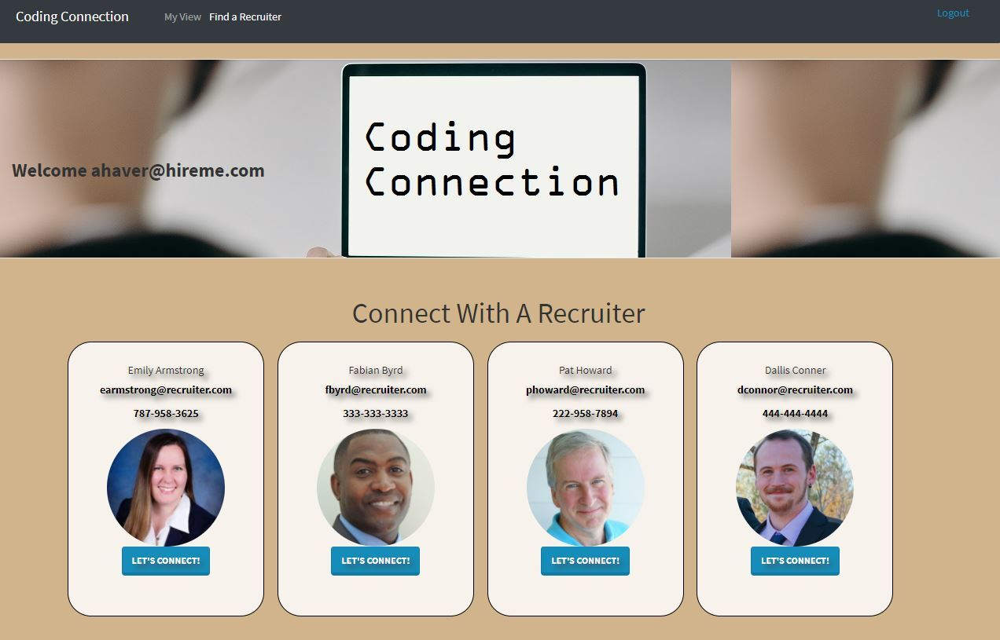 Coding Connection
My View
Find a Recruiter
Logout
Welcome ahaver@hireme.com
Coding
Connection
Connect With A Recruiter
Emily Armstrong
earmstrong@recruiter.com
787-958-3625
LET'S CONNECT!
Fabian Byrd
fbyrd@recruiter.com
333-333-3333
LET'S CONNECT!
Pat Howard
phoward@recruiter.com
222-958-7894
LET'S CONNECT!
Dallis Conner
dconnor@recruiter.com
444-444-4444
LET'S CONNECT!